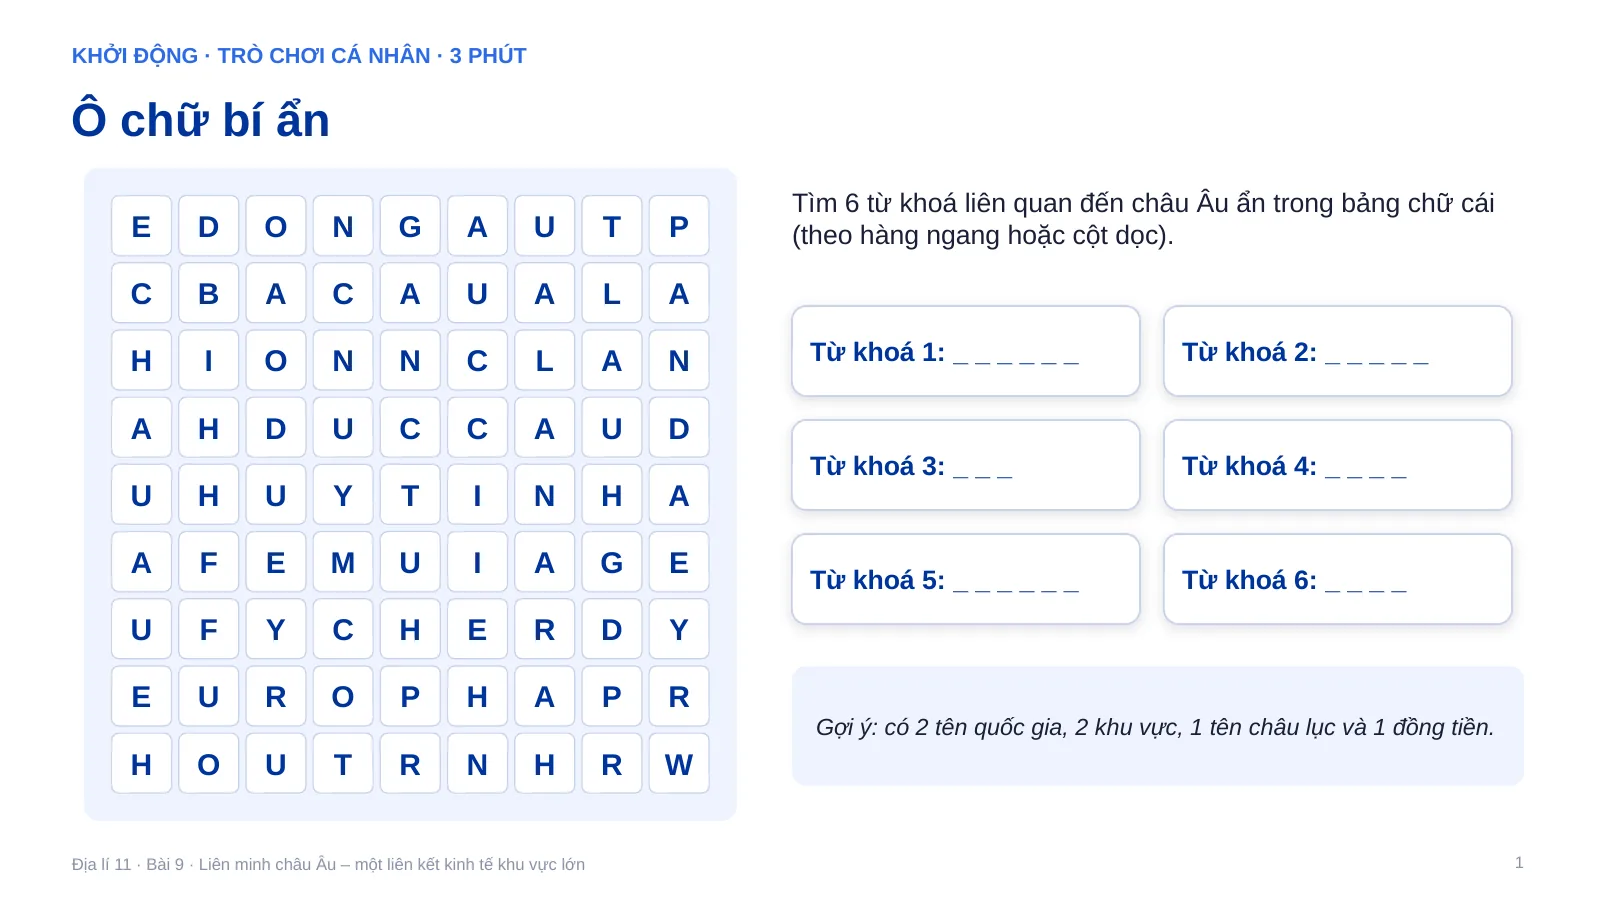 KHỞI ĐỘNG · TRÒ CHƠI CÁ NHÂN · 3 PHÚT
Ô chữ bí ẩn
E D O N G A U T P
C B A C A U A L A
H I O N N C L A N
A H D U C C A U D
U H U Y T I N H A
A F E M U I A G E
U F Y C H E R D Y
E U R O P H A P R
H O U T R N H R W
Tìm 6 từ khoá liên quan đến châu Âu ẩn trong bảng chữ cái
(theo hàng ngang hoặc cột dọc).
Từ khoá 1: _ _ _ _ _ _
Từ khoá 2: _ _ _ _ _
Từ khoá 3: _ _ _
Từ khoá 4: _ _ _ _
Từ khoá 5: _ _ _ _ _ _
Từ khoá 6: _ _ _ _
Gợi ý: có 2 tên quốc gia, 2 khu vực, 1 tên châu lục và 1 đồng tiền.
Địa lí 11 · Bài 9 · Liên minh châu Âu – một liên kết kinh tế khu vực lớn
1